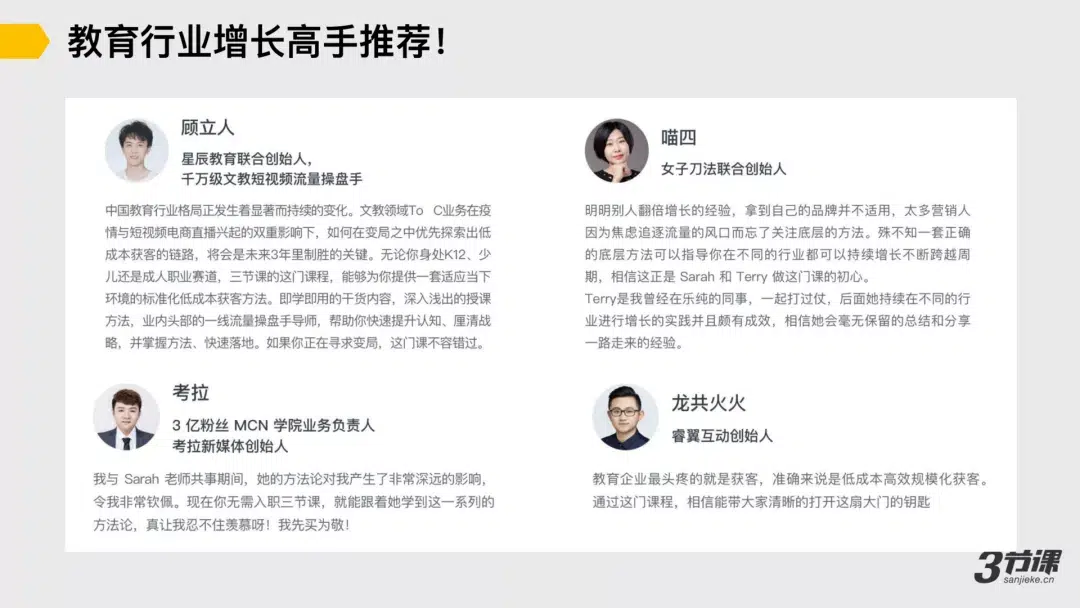 教育行业增长高手推荐！
顾立人
星辰教育联合创始人，
千万级文教短视频流量操盘手
中国教育行业格局正发生着显著而持续的变化。文教领域To C业务在疫
情与短视频电商直播兴起的双重影响下，如何在变局之中优先探索出低
成本获客的链路，将会是未来3年里制胜的关键。无论你身处K12、少
儿还是成人职业赛道，三节课的这门课程，能够为你提供一套适应当下
环境的标准化低成本获客方法。即学即用的干货内容，深入浅出的授课
方法，业内头部的一线流量操盘手导师，帮助你快速提升认知、厘清战
略，并掌握方法、快速落地。如果你正在寻求变局，这门课不容错过。
喵四
女子刀法联合创始人
明明别人翻倍增长的经验，拿到自己的品牌并不适用，太多营销人
因为焦虑追逐流量的风口而忘了关注底层的方法。殊不知一套正确
的底层方法可以指导你在不同的行业都可以持续增长不断跨越周
期，相信这正是 Sarah 和 Terry 做这门课的初心。
Terry是我曾经在乐纯的同事，一起打过仗，后面她持续在不同的行
业进行增长的实践并且颇有成效，相信她会毫无保留的总结和分享
一路走来的经验。
考拉
3 亿粉丝 MCN 学院业务负责人
考拉新媒体创始人
我与 Sarah 老师共事期间，她的方法论对我产生了非常深远的影响，
令我非常钦佩。现在你无需入职三节课，就能跟着她学到这一系列的
方法论，真让我忍不住羡慕呀！我先买为敬！
龙共火火
睿翼互动创始人
教育企业最头疼的就是获客，准确来说是低成本高效规模化获客。
通过这门课程，相信能带大家清晰的打开这扇大门的钥匙
3节课
sanjieke.cn